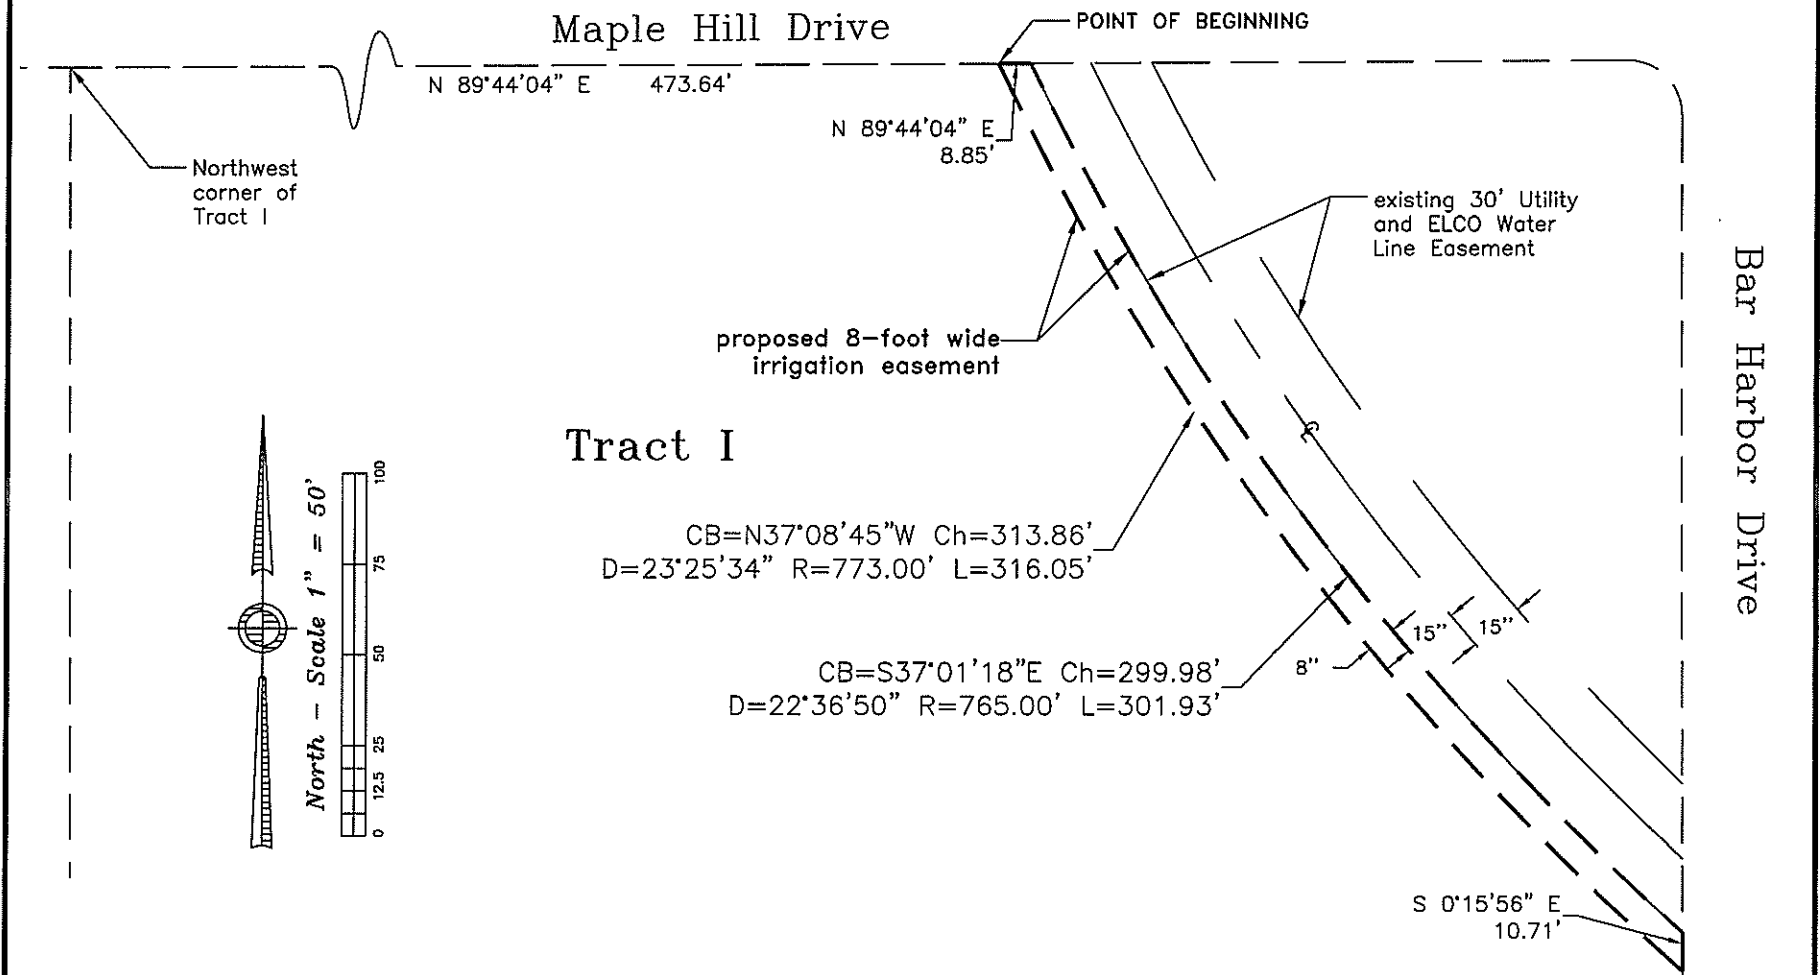 Maple Hill Drive
POINT OF BEGINNING
N 89°44'04" E 473.64'
N 89°44'04" E
8.85'
Northwest
corner of
Tract I
existing 30' Utility
and ELCO Water
Line Easement
Bar Harbor Drive
proposed 8-foot wide
irrigation easement
Tract I
North - Scale 1" = 50'
100
75
50
25
12.5
0
CB=N37°08'45"W Ch=313.86'
D=23°25'34" R=773.00' L=316.05'
CB=S37°01'18"E Ch=299.98'
D=22°36'50" R=765.00' L=301.93'
15" 15"
8"
S 0°15'56" E
10.71'